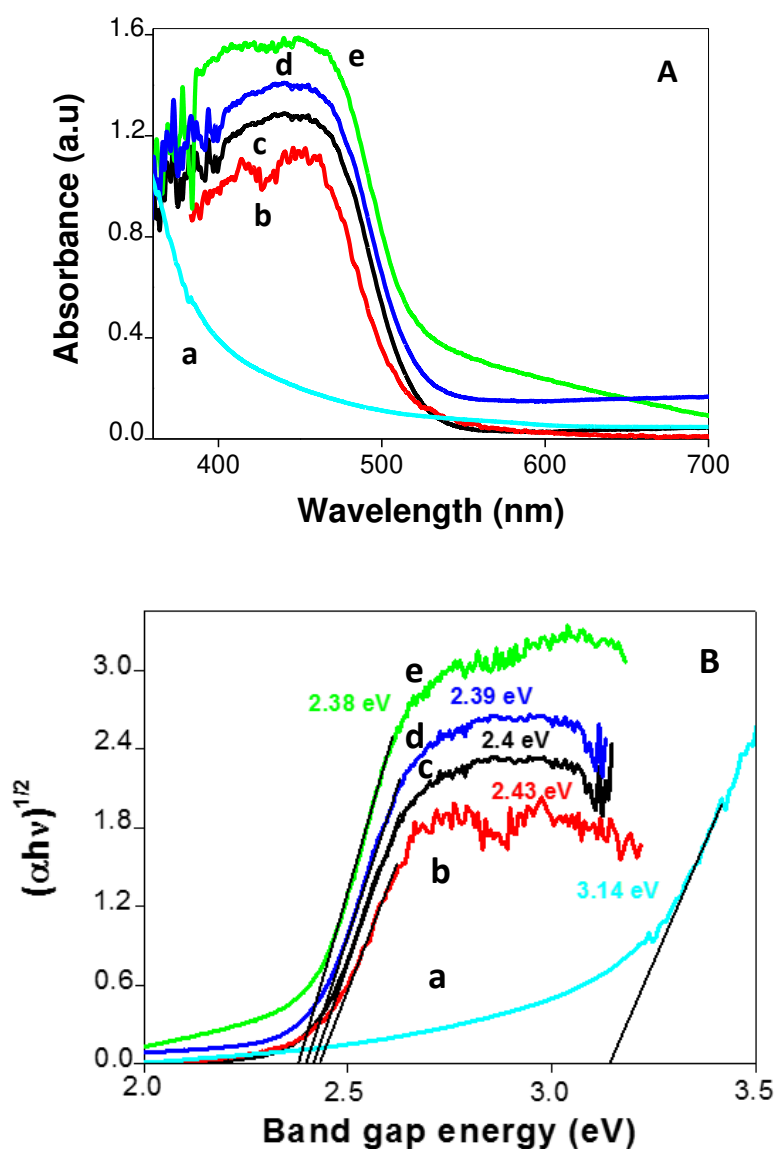 1.6
1.2
0.8
0.4
0.0
Absorbance (a.u)
A
e
d
c
b
a
400 500 600 700
Wavelength (nm)
3.0
2.4
1.8
1.2
0.6
0.0
(αhν)1/2
B
e
2.38 eV
2.39 eV
d
2.4 eV
c
2.43 eV
b
3.14 eV
a
2.0 2.5 3.0 3.5
Band gap energy (eV)